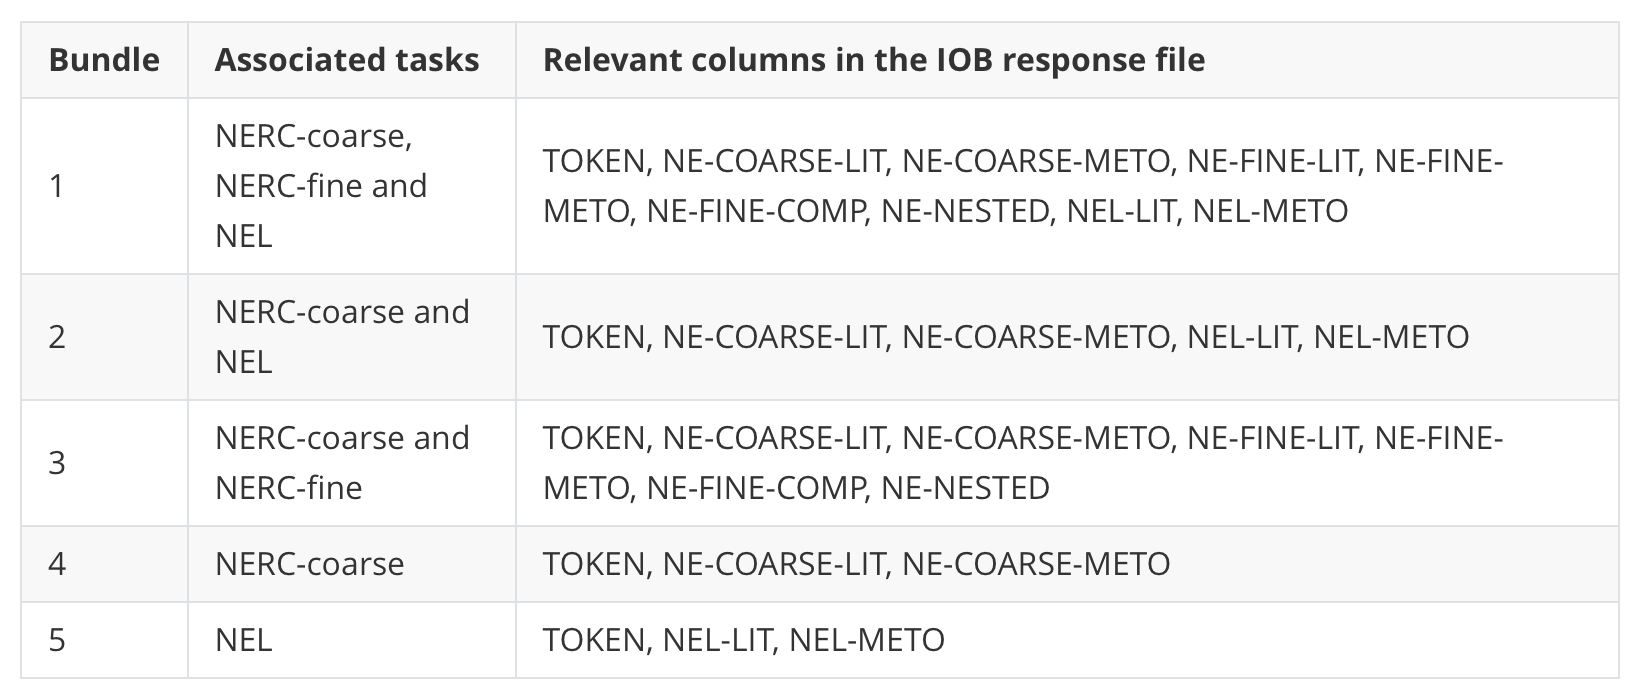 Bundle Associated tasks Relevant columns in the IOB response file
1
NERC-coarse,
NERC-fine and
NEL
TOKEN, NE-COARSE-LIT, NE-COARSE-METO, NE-FINE-LIT, NE-FINE-
METO, NE-FINE-COMP, NE-NESTED, NEL-LIT, NEL-METO
2
NERC-coarse and
NEL
TOKEN, NE-COARSE-LIT, NE-COARSE-METO, NEL-LIT, NEL-METO
3
NERC-coarse and
NERC-fine
TOKEN, NE-COARSE-LIT, NE-COARSE-METO, NE-FINE-LIT, NE-FINE-
METO, NE-FINE-COMP, NE-NESTED
4 NERC-coarse TOKEN, NE-COARSE-LIT, NE-COARSE-METO
5 NEL TOKEN, NEL-LIT, NEL-METO